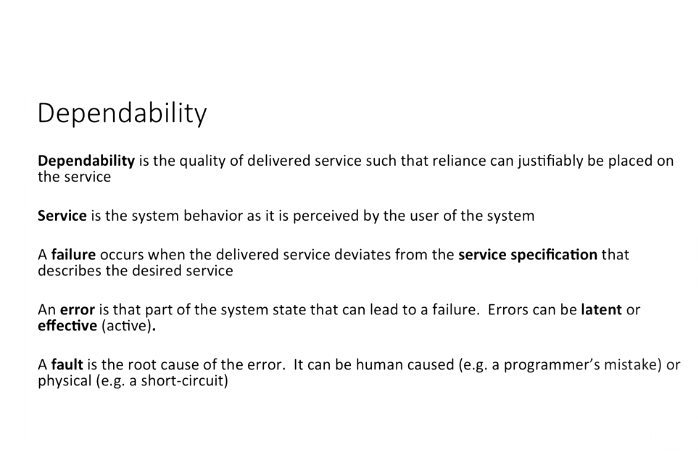 Dependability
Dependability is the quality of delivered service such that reliance can justifiably be placed on
the service
Service is the system behavior as it is perceived by the user of the system
A failure occurs when the delivered service deviates from the service specification that
describes the desired service
An error is that part of the system state that can lead to a failure.  Errors can be latent or
effective (active).
A fault is the root cause of the error.  It can be human caused (e.g. a programmer’s mistake) or
physical (e.g. a short-circuit)